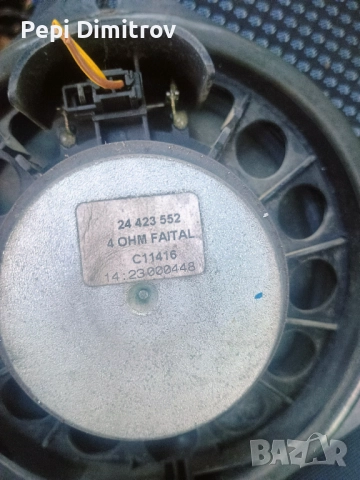 Pepi Dimitrov
24 423 552
4 OHM FAITAL
C11416
14:23000448
BAZAR